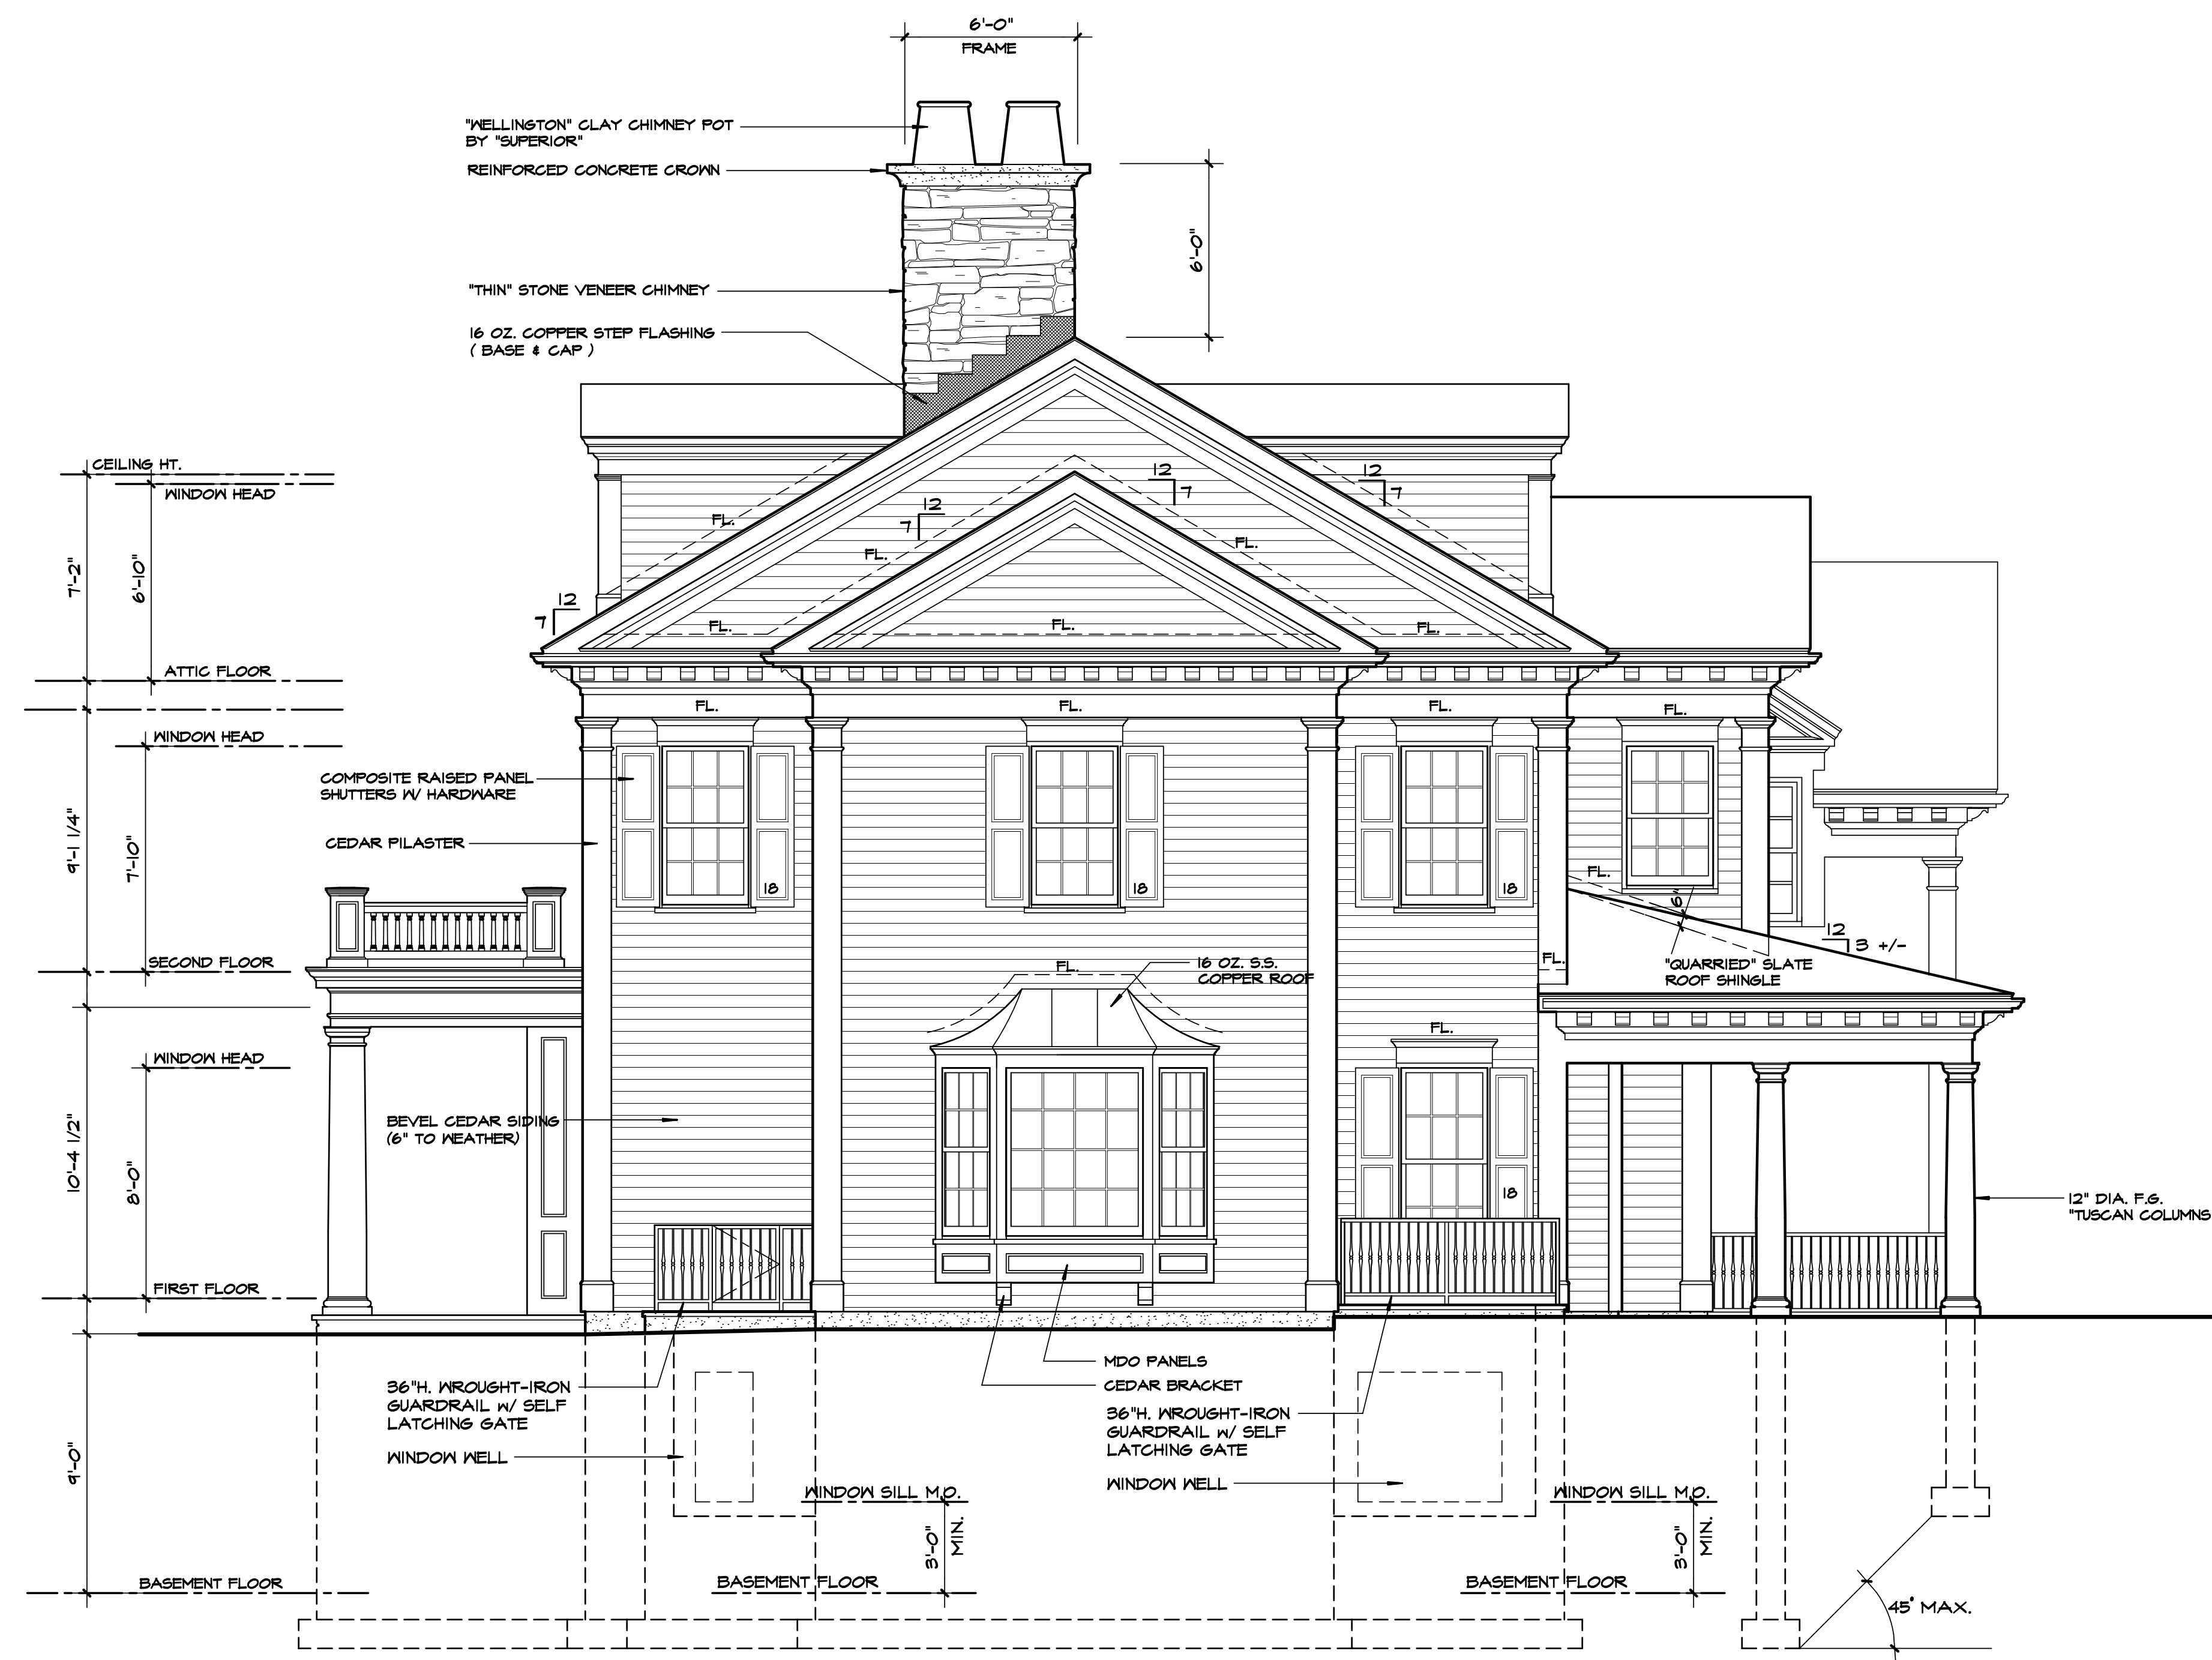 6'-0"
FRAME
"WELLINGTON" CLAY CHIMNEY POT
BY "SUPERIOR"
REINFORCED CONCRETE CROWN
6'-0"
"THIN" STONE VENEER CHIMNEY
16 OZ. COPPER STEP FLASHING
( BASE & CAP )
CEILING HT.
WINDOW HEAD
7'-2"
6'-10"
12
7
FL.
12
7
FL.
12
7
FL.
12
7
FL.
FL.
FL.
ATTIC FLOOR
FL.
FL.
FL.
FL.
WINDOW HEAD
COMPOSITE RAISED PANEL
SHUTTERS W/ HARDWARE
CEDAR PILASTER
9'-1 1/4"
7'-10"
18
18
18
FL.
6"
12
3 +/-
SECOND FLOOR
FL.
16 OZ. S.S.
COPPER ROOF
FL.
"QUARRIED" SLATE
ROOF SHINGLE
FL.
WINDOW HEAD
10'-4 1/2"
8'-0"
BEVEL CEDAR SIDING
(6" TO WEATHER)
18
12" DIA. F.G.
"TUSCAN COLUMNS
FIRST FLOOR
MDO PANELS
CEDAR BRACKET
36"H. WROUGHT-IRON
GUARDRAIL W/ SELF
LATCHING GATE
WINDOW WELL
36"H. WROUGHT-IRON
GUARDRAIL W/ SELF
LATCHING GATE
WINDOW WELL
9'-0"
WINDOW SILL M.O.
3'-0"
MIN.
WINDOW SILL M.O.
3'-0"
MIN.
BASEMENT FLOOR
BASEMENT FLOOR
BASEMENT FLOOR
45° MAX.